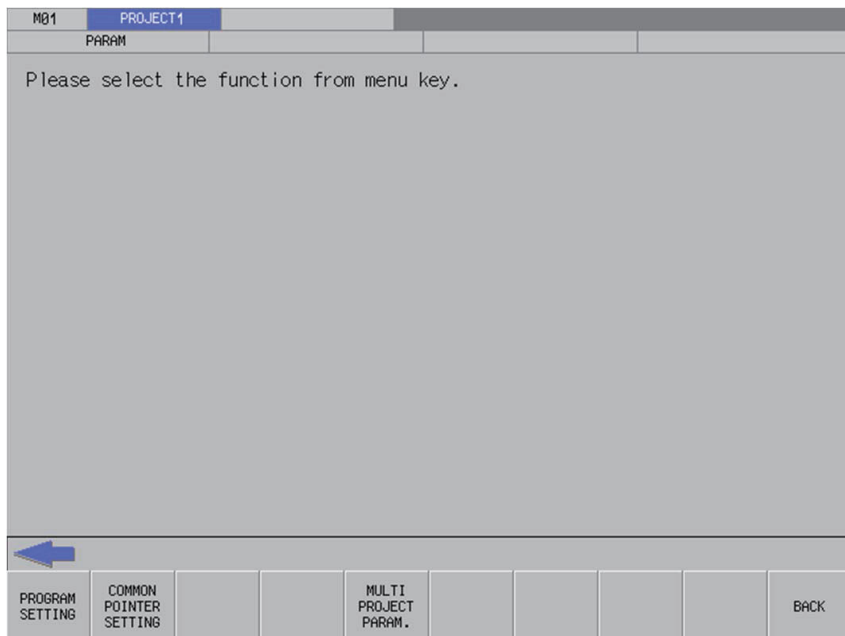 M01 PROJECT1
PARAM
Please select the function from menu key.
PROGRAM
SETTING
COMMON
POINTER
SETTING
MULTI
PROJECT
PARAM.
BACK